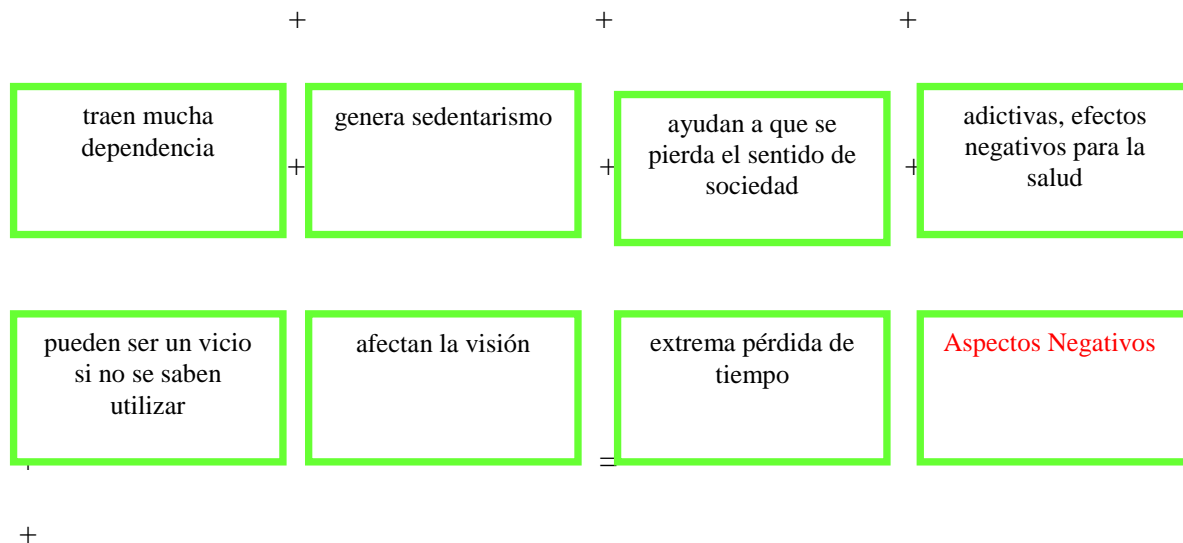 + + +
traen mucha
dependencia
+
genera sedentarismo
+
ayudan a que se
pierda el sentido de
sociedad
+
adictivas, efectos
negativos para la
salud
pueden ser un vicio
si no se saben
utilizar
afectan la visión
=
extrema pérdida de
tiempo
Aspectos Negativos
+